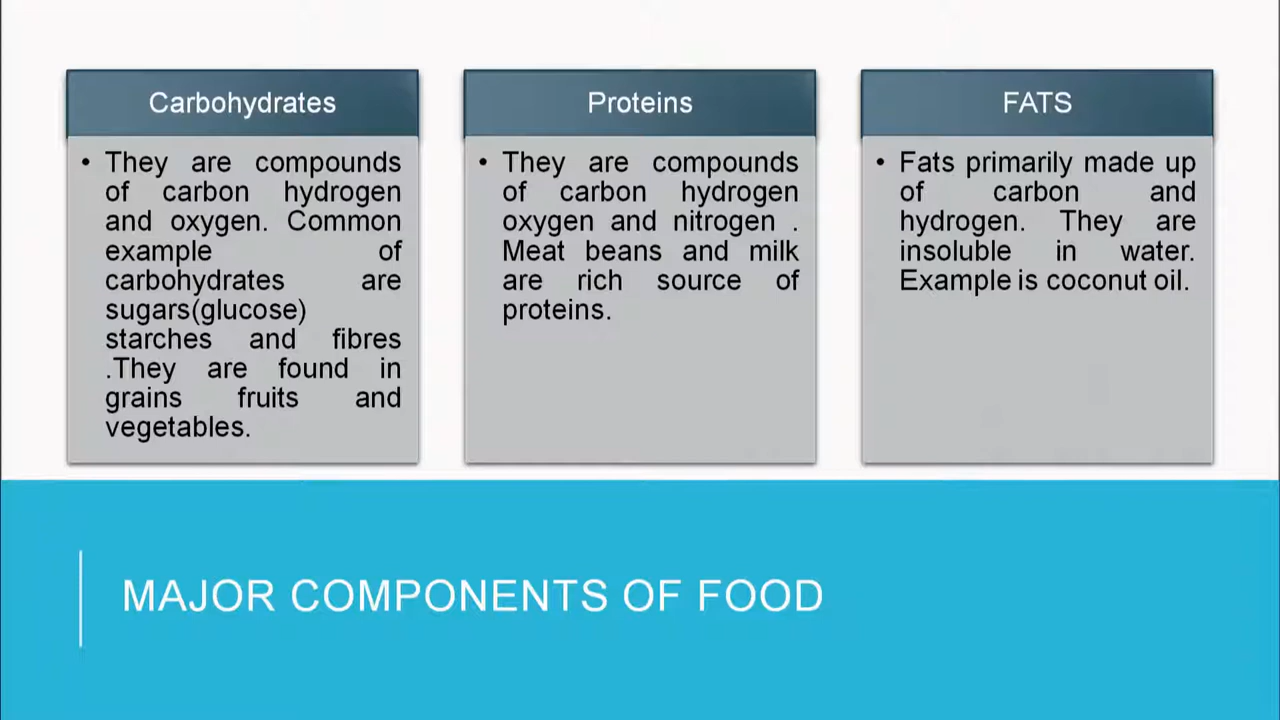 Carbohydrates
• They are compounds
of carbon hydrogen
and oxygen. Common
example of
carbohydrates are
sugars(glucose)
starches and fibres
.They are found in
grains fruits and
vegetables.
Proteins
• They are compounds
of carbon hydrogen
oxygen and nitrogen .
Meat beans and milk
are rich source of
proteins.
FATS
• Fats primarily made up
of carbon and
hydrogen. They are
insoluble in water.
Example is coconut oil.
MAJOR COMPONENTS OF FOOD